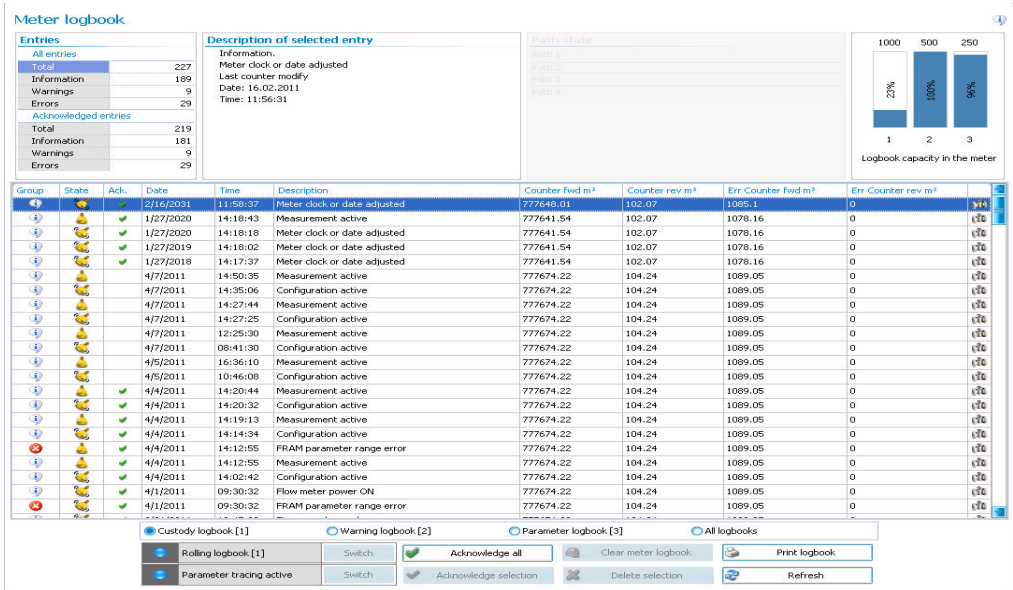 Meter logbook
Entries
All entries
Total 227
Information 189
Warnings 9
Errors 29
Acknowledged entries
Total 219
Information 181
Warnings 9
Errors 29
Description of selected entry
Information.
Meter clock or date adjusted
Last counter modify
Date: 16.02.2011
Time: 11:56:31
Path state
Path 1
Path 2
Path 3
Path 4
1000 500 250
23% 100% 96%
1 2 3
Logbook capacity in the meter
Group State Ack. Date Time Description Counter fwd m³ Counter rev m³ Err Counter fwd m³ Err Counter rev m³
2/16/2031 11:58:37 Meter clock or date adjusted 777648.01 102.07 1085.1 0
1/27/2020 14:18:43 Measurement active 777641.54 102.07 1078.16 0
1/27/2020 14:18:18 Meter clock or date adjusted 777641.54 102.07 1078.16 0
1/27/2019 14:18:02 Meter clock or date adjusted 777641.54 102.07 1078.16 0
1/27/2018 14:17:37 Meter clock or date adjusted 777641.54 102.07 1078.16 0
4/7/2011 14:50:35 Measurement active 777674.22 104.24 1089.05 0
4/7/2011 14:35:06 Configuration active 777674.22 104.24 1089.05 0
4/7/2011 14:27:44 Measurement active 777674.22 104.24 1089.05 0
4/7/2011 14:27:25 Configuration active 777674.22 104.24 1089.05 0
4/7/2011 12:25:30 Measurement active 777674.22 104.24 1089.05 0
4/7/2011 08:41:30 Configuration active 777674.22 104.24 1089.05 0
4/5/2011 16:36:10 Measurement active 777674.22 104.24 1089.05 0
4/5/2011 10:46:08 Configuration active 777674.22 104.24 1089.05 0
4/4/2011 14:20:44 Measurement active 777674.22 104.24 1089.05 0
4/4/2011 14:20:32 Configuration active 777674.22 104.24 1089.05 0
4/4/2011 14:19:13 Measurement active 777674.22 104.24 1089.05 0
4/4/2011 14:14:34 Configuration active 777674.22 104.24 1089.05 0
4/4/2011 14:12:55 FRAM parameter range error 777674.22 104.24 1089.05 0
4/4/2011 14:12:55 Measurement active 777674.22 104.24 1089.05 0
4/4/2011 14:02:42 Configuration active 777674.22 104.24 1089.05 0
4/1/2011 09:30:32 Flow meter power ON 777674.22 104.24 1089.05 0
4/1/2011 09:30:32 FRAM parameter range error 777674.22 104.24 1089.05 0
Custody logbook [1] Warning logbook [2] Parameter logbook [3] All logbooks
Rolling logbook [1] Switch Acknowledge all Clear meter logbook Print logbook
Parameter tracing active Switch Acknowledge selection Delete selection Refresh